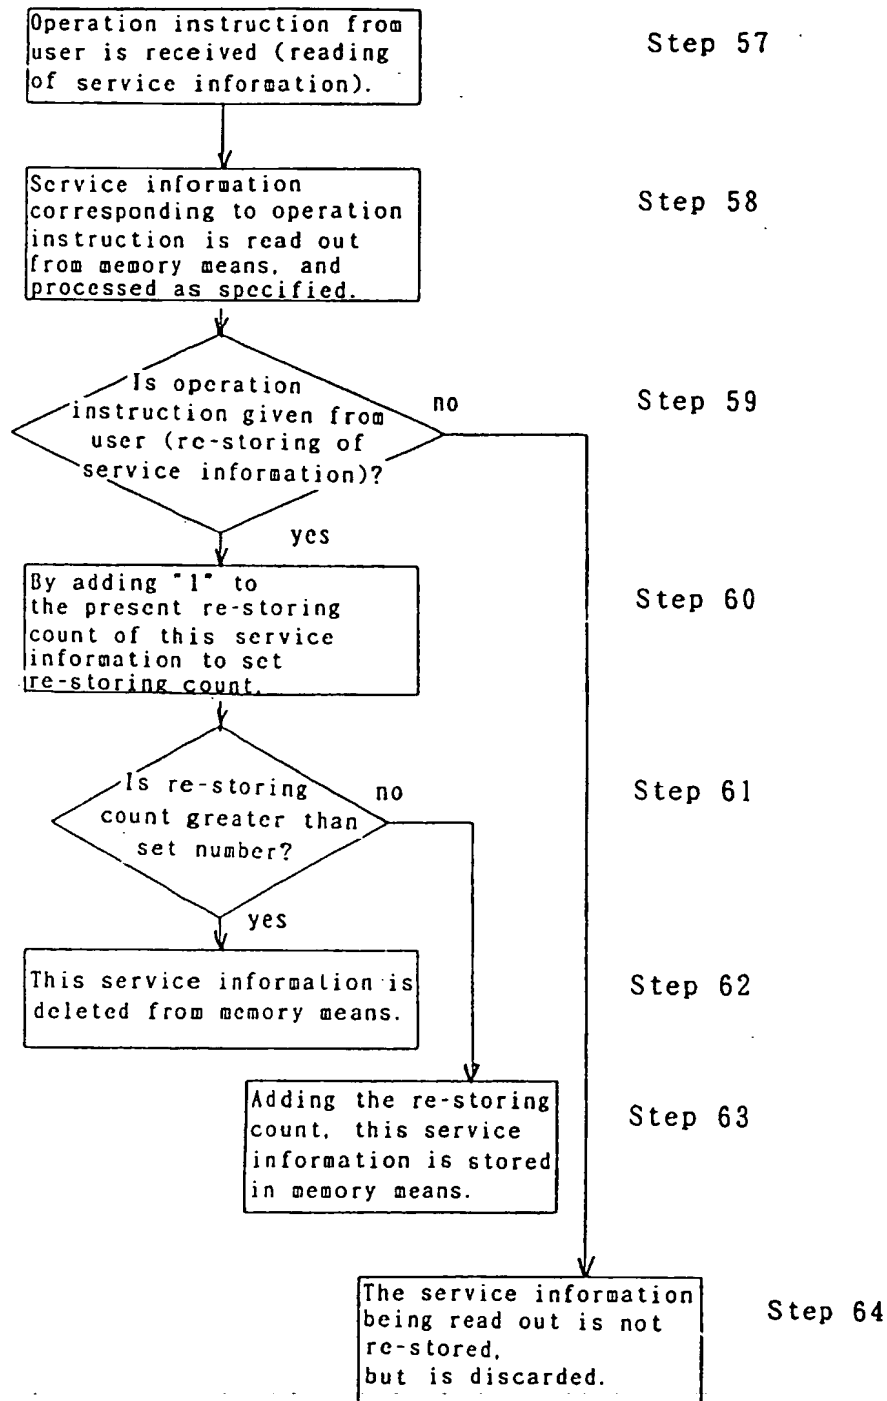 Operation instruction from
user is received (reading
of service information).
Step 57
Service information
corresponding to operation
instruction is read out
from memory means, and
processed as specified.
Step 58
Is operation
instruction given from
user (re-storing of
service information)?
no
Step 59
yes
By adding "1" to
the present re-storing
count of this service
information to set
re-storing count.
Step 60
Is re-storing
count greater than
set number?
no
Step 61
yes
This service information is
deleted from memory means.
Step 62
Adding the re-storing
count, this service
information is stored
in memory means.
Step 63
The service information
being read out is not
re-stored,
but is discarded.
Step 64